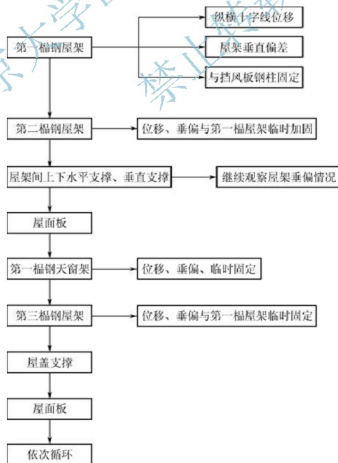 纵横十字线位移
第一榀钢屋架
屋架垂直偏差
与挡风板钢柱固定
第二榀钢屋架
位移、垂偏与第一榀屋架临时加固
屋架间上下水平支撑、垂直支撑
继续观察屋架垂偏情况
屋面板
第一榀钢天窗架
位移、垂偏、临时固定
第三榀钢屋架
位移、垂偏与第一榀屋架临时固定
屋盖支撑
屋面板
依次循环